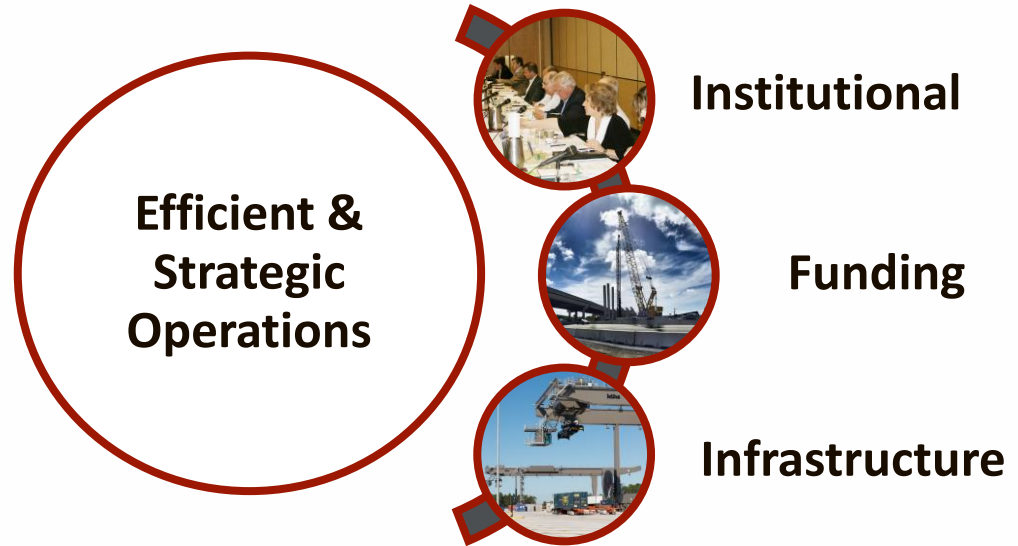 Efficient &
Strategic
Operations
Institutional
Funding
Infrastructure